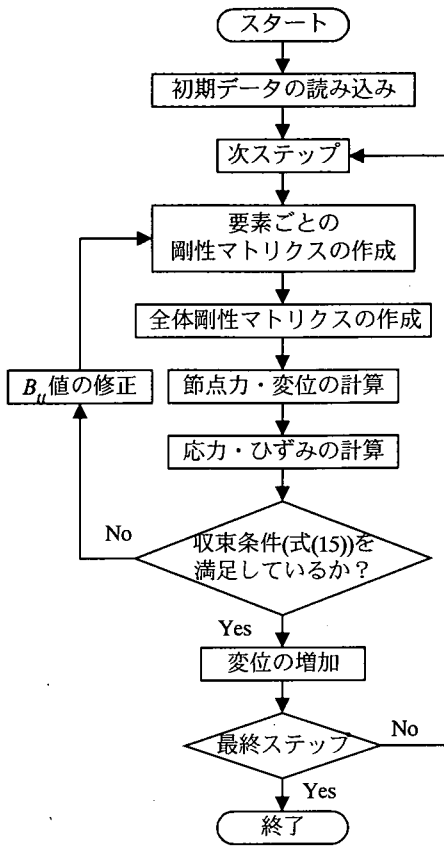 スタート
初期データの読み込み
次ステップ
要素ごとの
剛性マトリクスの作成
全体剛性マトリクスの作成
B_u値の修正
節点力・変位の計算
応力・ひずみの計算
No
収束条件(式(15))を
満足しているか？
Yes
変位の増加
最終ステップ
No
Yes
終了